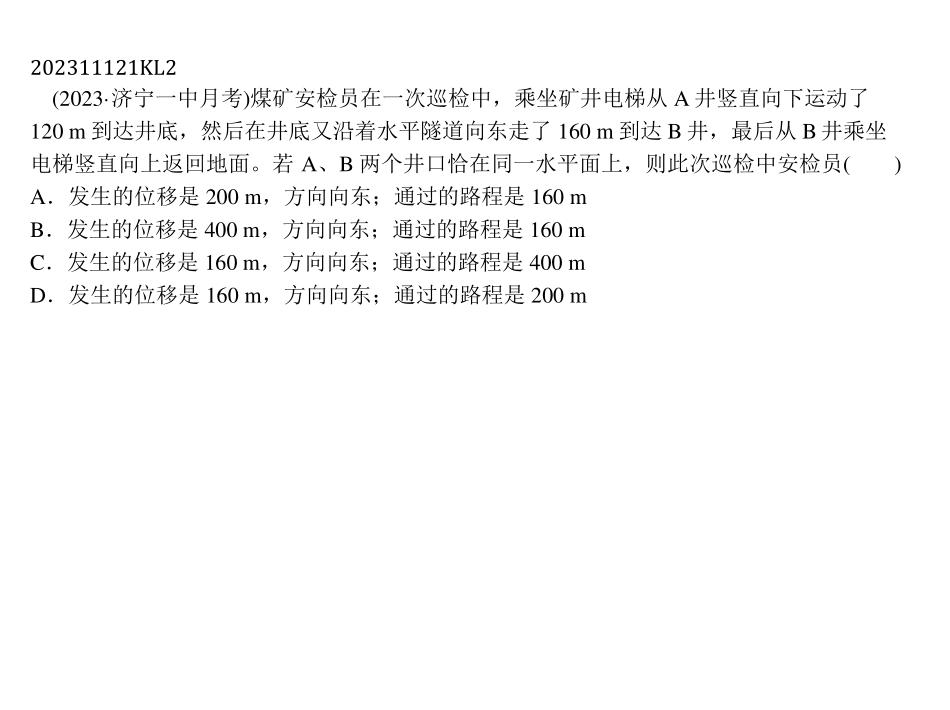 202311121KL2
(2023·济宁一中月考)煤矿安检员在一次巡检中，乘坐矿井电梯从 A 井竖直向下运动了
120 m 到达井底，然后在井底又沿着水平隧道向东走了 160 m 到达 B 井，最后从 B 井乘坐
电梯竖直向上返回地面。若 A、B 两个井口恰在同一水平面上，则此次巡检中安检员(　　)
A．发生的位移是 200 m，方向向东；通过的路程是 160 m
B．发生的位移是 400 m，方向向东；通过的路程是 160 m
C．发生的位移是 160 m，方向向东；通过的路程是 400 m
D．发生的位移是 160 m，方向向东；通过的路程是 200 m